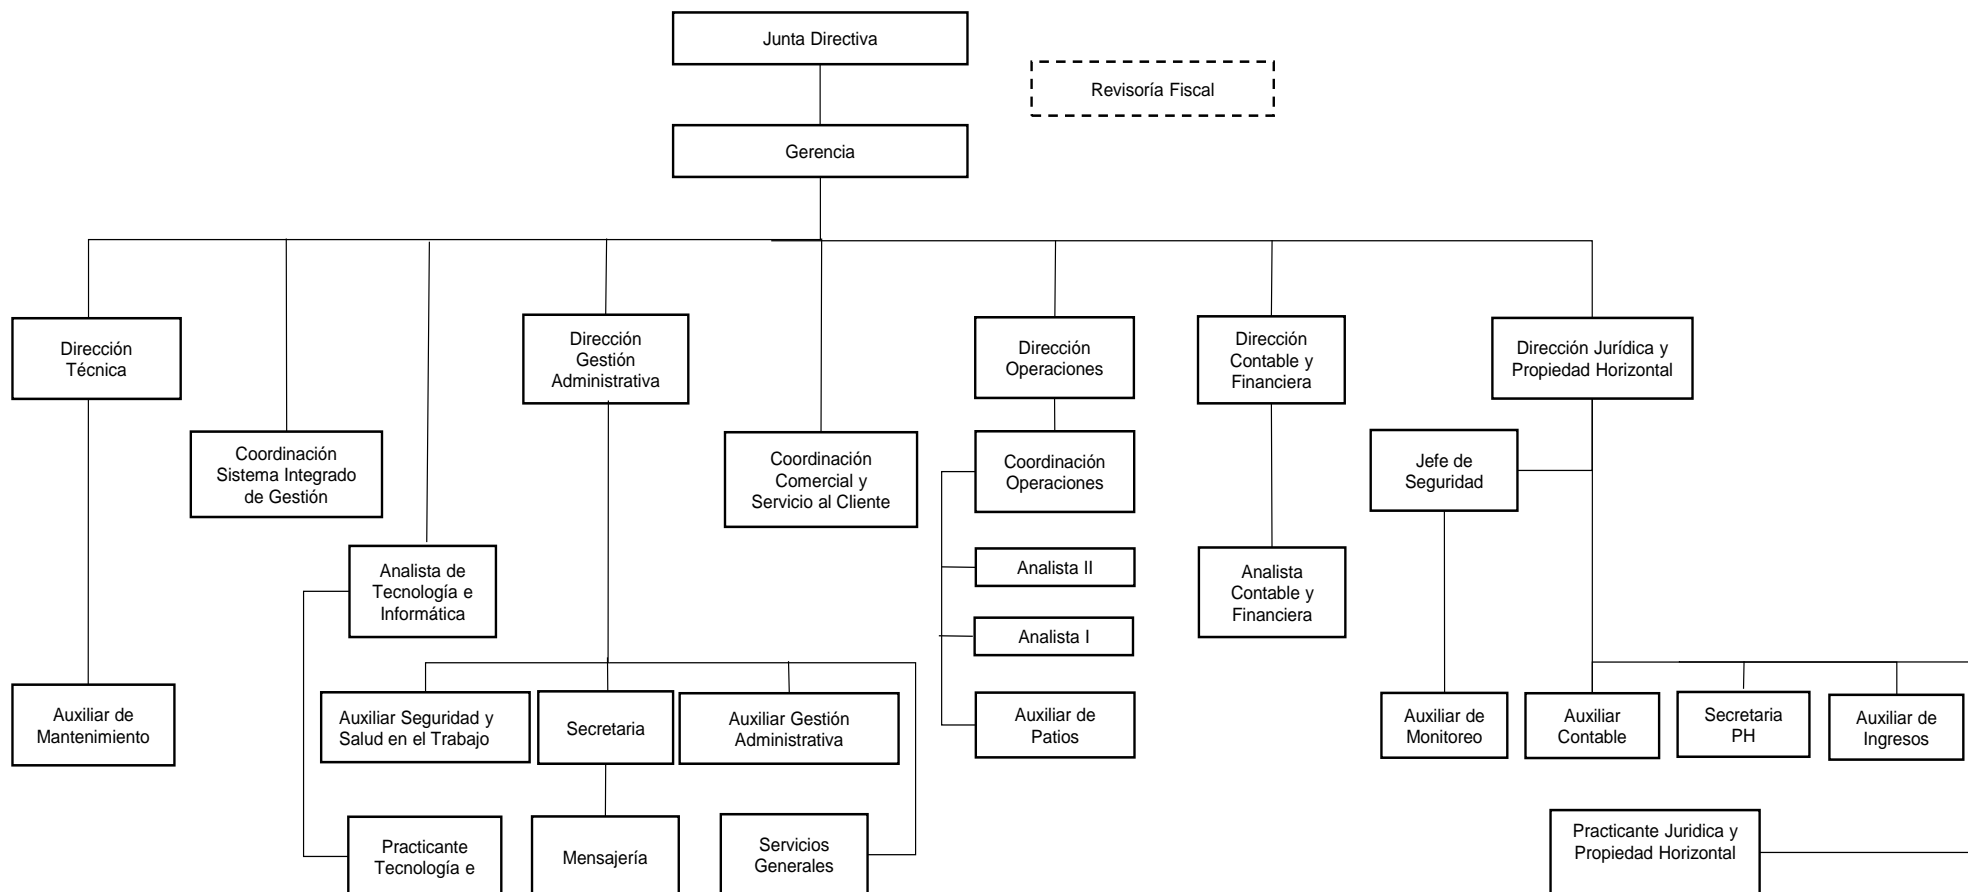 Junta Directiva
Revisoría Fiscal
Gerencia
Dirección
Técnica
Dirección
Gestión
Administrativa
Dirección
Operaciones
Dirección
Contable y
Financiera
Dirección Jurídica y
Propiedad Horizontal
Coordinación
Sistema Integrado
de Gestión
Coordinación
Comercial y
Servicio al Cliente
Coordinación
Operaciones
Jefe de
Seguridad
Analista de
Tecnología e
Informática
Analista II
Analista I
Analista
Contable y
Financiera
Auxiliar de
Mantenimiento
Auxiliar Seguridad y
Salud en el Trabajo
Secretaria
Auxiliar Gestión
Administrativa
Auxiliar de
Patios
Auxiliar de
Monitoreo
Auxiliar
Contable
Secretaria
PH
Auxiliar de
Ingresos
Practicante
Tecnología e
Mensajería
Servicios
Generales
Practicante Juridica y
Propiedad Horizontal